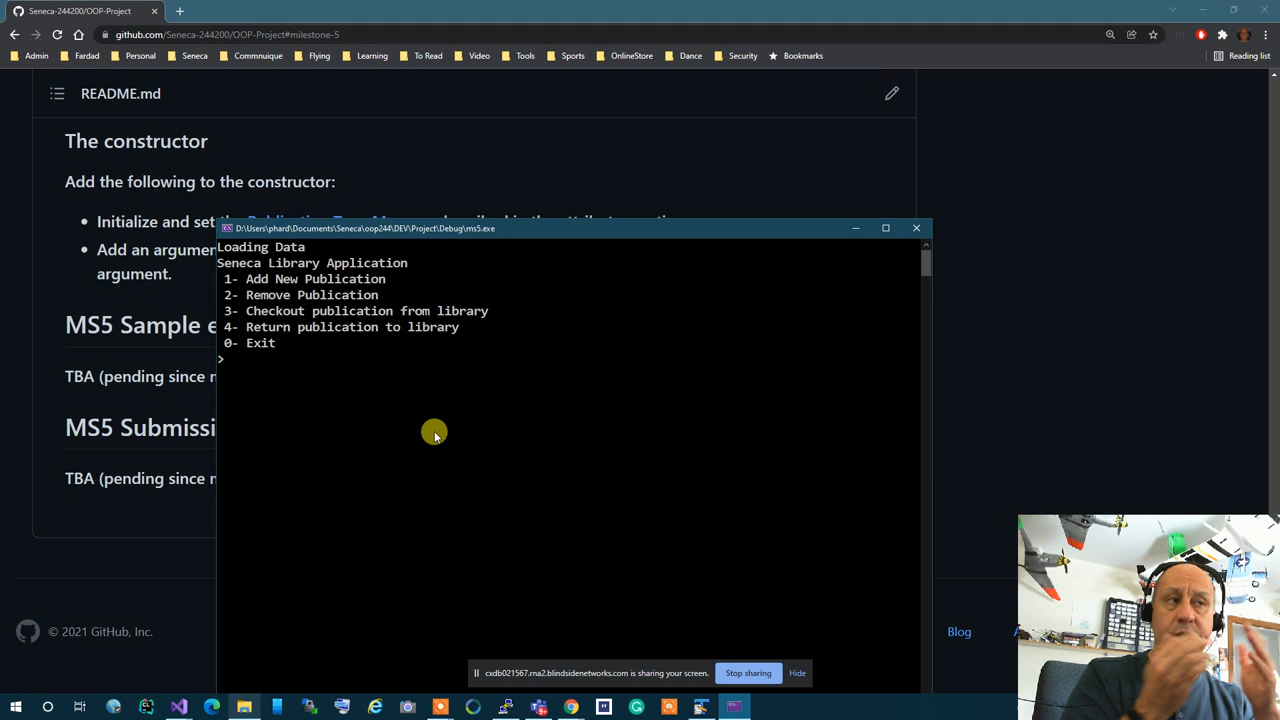 Seneca-244200/OOP-Project
github.com/Seneca-244200/OOP-Project#milestone-5
Admin
Fardad
Personal
Seneca
Commnuique
Flying
Learning
To Read
Video
Tools
Sports
OnlineStore
Dance
Security
Bookmarks
Reading list
README.md
The constructor
Add the following to the constructor:
Initialize and set the
Add an argumen
argument.
MS5 Sample e
TBA (pending since m
MS5 Submissi
TBA (pending since m
D:\Users\phard\Documents\Seneca\oop244\DEV\Project\Debug\ms5.exe
Loading Data
Seneca Library Application
1- Add New Publication
2- Remove Publication
3- Checkout publication from library
4- Return publication to library
0- Exit
>
© 2021 GitHub, Inc.
Blog
cxdb021567.rna2.blindsidenetworks.com is sharing your screen.
Stop sharing
Hide